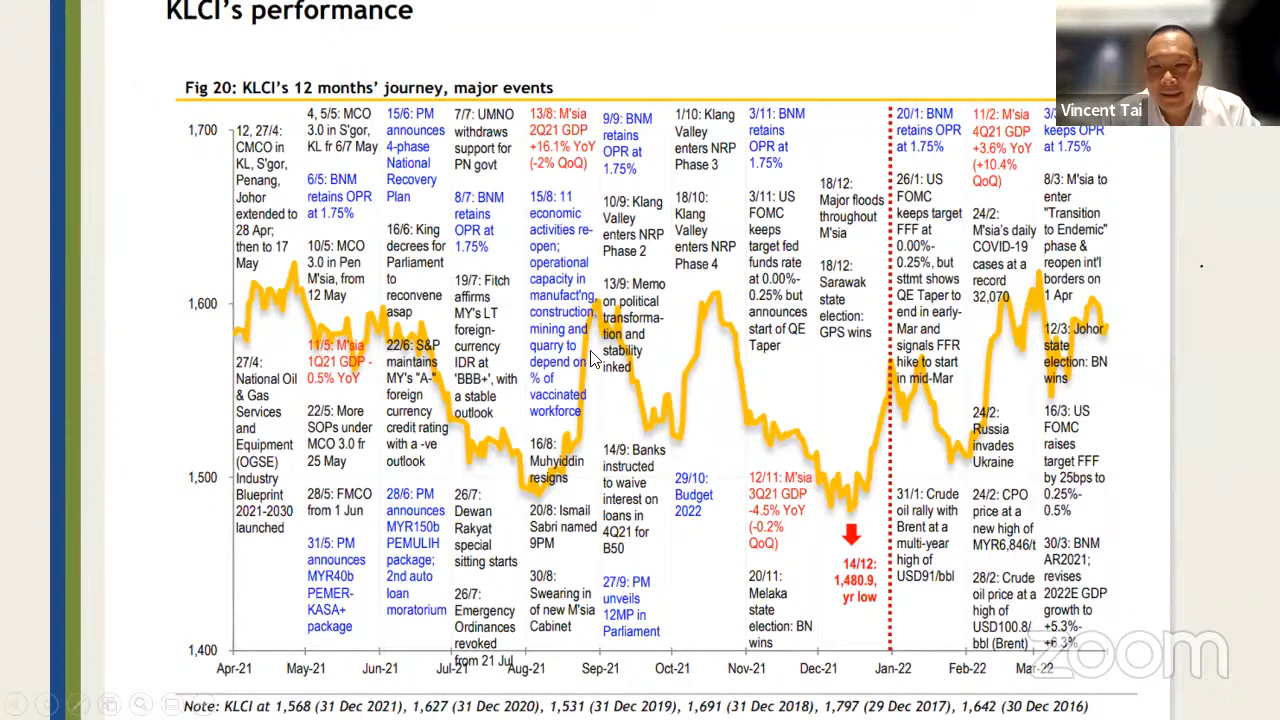 KLCI's performance
Vincent Tai
Fig 20: KLCI's 12 months' journey, major events
1,700
1,600
1,500
1,400
12, 27/4:
CMCO in
KL, S'gor,
Penang,
Johor
extended to
28 Apr;
then to 17
May
27/4:
National Oil
& Gas
Services
and
Equipment
(OGSE)
Industry
Blueprint
2021-2030
launched
4, 5/5: MCO
3.0 in S'gor,
KL fr 6/7 May
6/5: BNM
retains OPR
at 1.75%
10/5: MCO
3.0 in Pen
M'sia, from
12 May
11/5: M'sia
1Q21 GDP -
0.5% YoY
22/5: More
SOPs under
MCO 3.0 fr
25 May
28/5: FMCO
from 1 Jun
31/5: PM
announces
MYR40b
PEMER-
KASA+
package
15/6: PM
announces
4-phase
National
Recovery
Plan
16/6: King
decrees for
Parliament
to
reconvene
asap
22/6: S&P
maintains
MY's "A-"
foreign
currency
credit rating
with a -ve
outlook
28/6: PM
announces
MYR150b
PEMULIH
package;
2nd auto
loan
moratorium
7/7: UMNO
withdraws
support for
PN govt
8/7: BNM
retains
OPR at
1.75%
19/7: Fitch
affirms
MY's LT
foreign-
currency
IDR at
'BBB+', with
a stable
outlook
26/7:
Dewan
Rakyat
special
sitting starts
26/7:
Emergency
Ordinances
revoked
from 21 Jul
13/8: M'sia
2Q21 GDP
+16.1% YoY
(-2% QoQ)
15/8: 11
economic
activities re-
open;
operational
capacity in
manufact'ng,
construction,
mining and
quarry to
depend on
% of
vaccinated
workforce
16/8:
Muhyiddin
resigns
20/8: Ismail
Sabri named
9PM
30/8:
Swearing in
of new M'sia
Cabinet
9/9: BNM
retains
OPR at
1.75%
10/9: Klang
Valley
enters NRP
Phase 2
13/9: Memo
on political
transforma-
tion and
stability
inked
14/9: Banks
instructed
to waive
interest on
loans in
4Q21 for
B50
27/9: PM
unveils
12MP in
Parliament
1/10: Klang
Valley
enters NRP
Phase 3
18/10:
Klang
Valley
enters NRP
Phase 4
29/10:
Budget
2022
3/11: BNM
retains
OPR at
1.75%
3/11: US
FOMC
keeps
target fed
funds rate
at 0.00%-
0.25% but
announces
start of QE
Taper
12/11: M'sia
3Q21 GDP
-4.5% YoY
(-0.2%
QoQ)
20/11:
Melaka
state
election: BN
wins
18/12:
Major floods
throughout
M'sia
18/12:
Sarawak
state
election:
GPS wins
14/12:
1,480.9,
yr low
20/1: BNM
retains OPR
at 1.75%
26/1: US
FOMC
keeps target
FFF at
0.00%-
0.25%, but
sttmt shows
QE Taper to
end in early-
Mar and
signals FFR
hike to start
in mid-Mar
31/1: Crude
oil rally with
Brent at a
multi-year
high of
USD91/bbl
11/2: M'sia
4Q21 GDP
+3.6% YoY
(+10.4%
QoQ)
24/2:
M'sia's daily
COVID-19
cases at a
record
32,070
24/2:
Russia
invades
Ukraine
24/2: CPO
price at a
new high of
MYR6,846/t
28/2: Crude
oil price at a
high of
USD100.8/
bbl (Brent)
keeps OPR
at 1.75%
8/3: M'sia to
enter
"Transition
to Endemic"
phase &
reopen int'l
borders on
1 Apr
12/3: Johor
state
election: BN
wins
16/3: US
FOMC
raises
target FFF
by 25bps to
0.25%-
0.5%
30/3: BNM
AR2021;
revises
2022E GDP
growth to
+5.3%-
+6.3%
Apr-21 May-21 Jun-21 Jul-21 Aug-21 Sep-21 Oct-21 Nov-21 Dec-21 Jan-22 Feb-22 Mar-22
zoom
Note: KLCI at 1,568 (31 Dec 2021), 1,627 (31 Dec 2020), 1,531 (31 Dec 2019), 1,691 (31 Dec 2018), 1,797 (29 Dec 2017), 1,642 (30 Dec 2016)